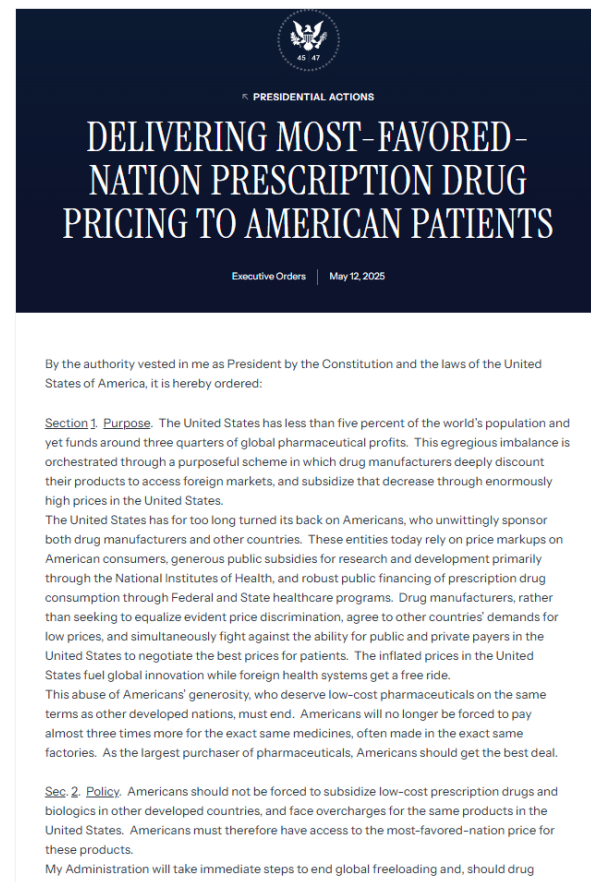 45 47
PRESIDENTIAL ACTIONS
DELIVERING MOST-FAVORED-
NATION PRESCRIPTION DRUG
PRICING TO AMERICAN PATIENTS
Executive Orders | May 12, 2025
By the authority vested in me as President by the Constitution and the laws of the United
States of America, it is hereby ordered:
Section 1. Purpose. The United States has less than five percent of the world’s population and
yet funds around three quarters of global pharmaceutical profits. This egregious imbalance is
orchestrated through a purposeful scheme in which drug manufacturers deeply discount
their products to access foreign markets, and subsidize that decrease through enormously
high prices in the United States.
The United States has for too long turned its back on Americans, who unwittingly sponsor
both drug manufacturers and other countries. These entities today rely on price markups on
American consumers, generous public subsidies for research and development primarily
through the National Institutes of Health, and robust public financing of prescription drug
consumption through Federal and State healthcare programs. Drug manufacturers, rather
than seeking to equalize evident price discrimination, agree to other countries’ demands for
low prices, and simultaneously fight against the ability for public and private payers in the
United States to negotiate the best prices for patients. The inflated prices in the United
States fuel global innovation while foreign health systems get a free ride.
This abuse of Americans’ generosity, who deserve low-cost pharmaceuticals on the same
terms as other developed nations, must end. Americans will no longer be forced to pay
almost three times more for the exact same medicines, often made in the exact same
factories. As the largest purchaser of pharmaceuticals, Americans should get the best deal.
Sec. 2. Policy. Americans should not be forced to subsidize low-cost prescription drugs and
biologics in other developed countries, and face overcharges for the same products in the
United States. Americans must therefore have access to the most-favored-nation price for
these products.
My Administration will take immediate steps to end global freeloading and, should drug